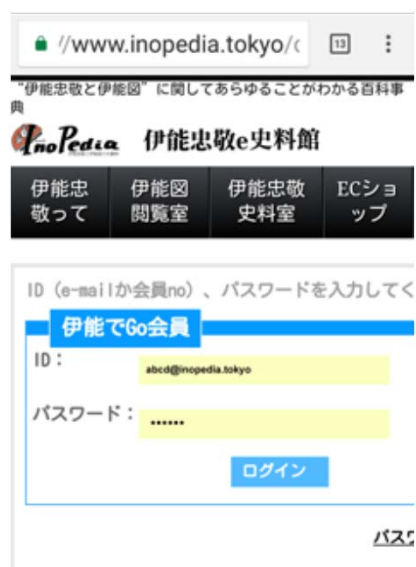 //www.inopedia.tokyo/c
13
“伊能忠敬と伊能図”に関してあらゆることがわかる百科事
典
InoPedia 伊能忠敬e史料館
伊能忠 伊能図 伊能忠敬 ECショ
敬って 閲覧室 史料室 ップ
ID（e-mailか会員no）、パスワードを入力してく
伊能でGo会員
ID：
abcd@inopedia.tokyo
パスワード：
••••••
ログイン
パスワ